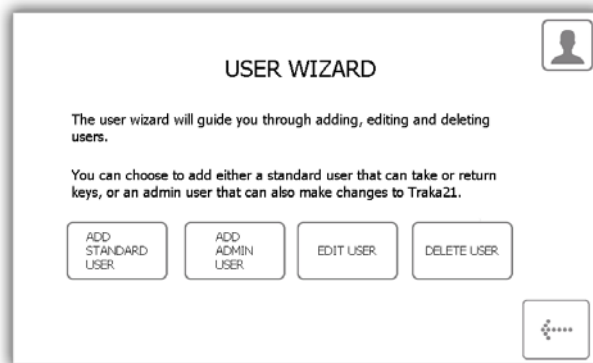 USER WIZARD
The user wizard will guide you through adding, editing and deleting
users.
You can choose to add either a standard user that can take or return
keys, or an admin user that can also make changes to Traka21.
ADD
STANDARD
USER
ADD
ADMIN
USER
EDIT USER
DELETE USER